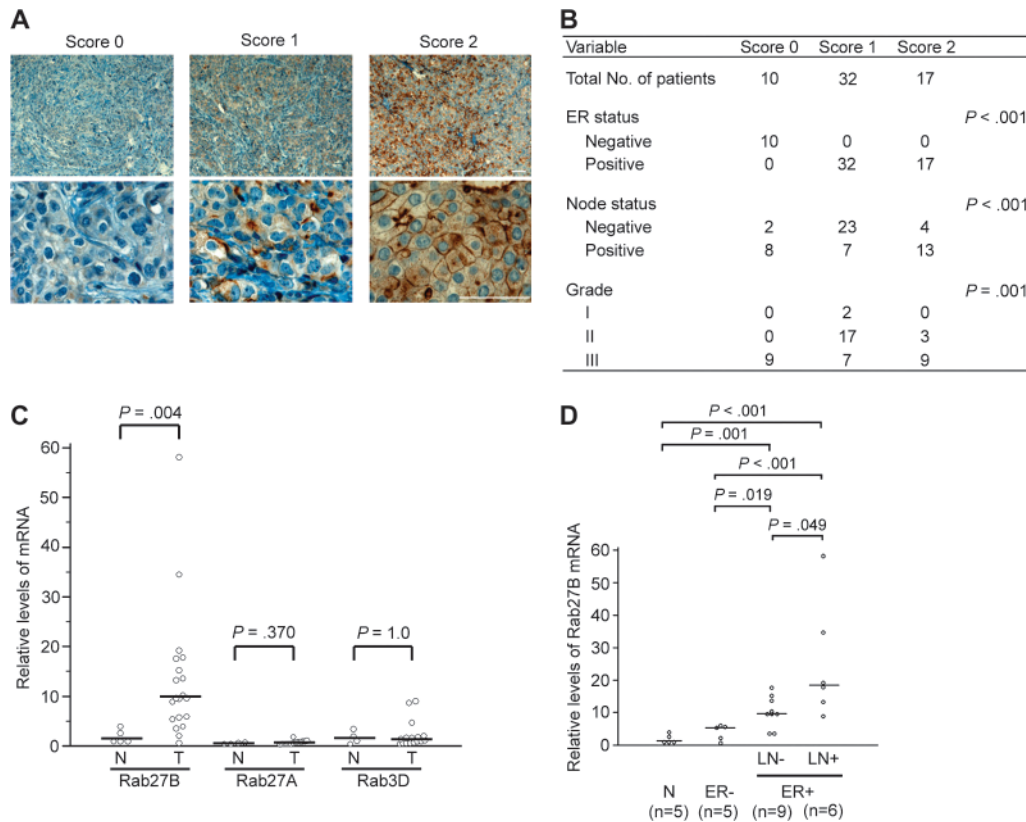 A
Score 0 Score 1 Score 2
B
Variable Score 0 Score 1 Score 2
Total No. of patients 10 32 17
ER status P < .001
Negative 10 0 0
Positive 0 32 17
Node status P < .001
Negative 2 23 4
Positive 8 7 13
Grade P = .001
I 0 2 0
II 0 17 3
III 9 7 9
C
P = .004
P = .370
P = 1.0
Relative levels of mRNA
60
50
40
30
20
10
0
N T N T N T
Rab27B Rab27A Rab3D
D
P < .001
P = .001
P < .001
P = .019
P = .049
Relative levels of Rab27B mRNA
60
50
40
30
20
10
0
LN- LN+
N ER- ER+
(n=5) (n=5) (n=9) (n=6)